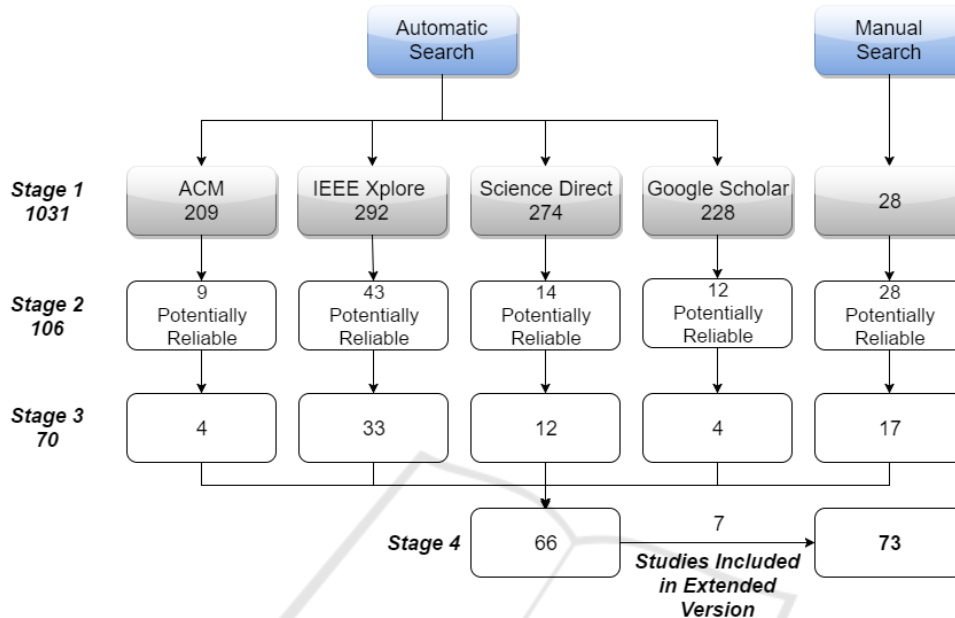 Automatic
Search
Manual
Search
Stage 1
1031
ACM
209
IEEE Xplore
292
Science Direct
274
Google Scholar
228
28
Stage 2
106
9
Potentially
Reliable
43
Potentially
Reliable
14
Potentially
Reliable
12
Potentially
Reliable
28
Potentially
Reliable
Stage 3
70
4
33
12
4
17
Stage 4
66
7
Studies Included
in Extended
Version
73